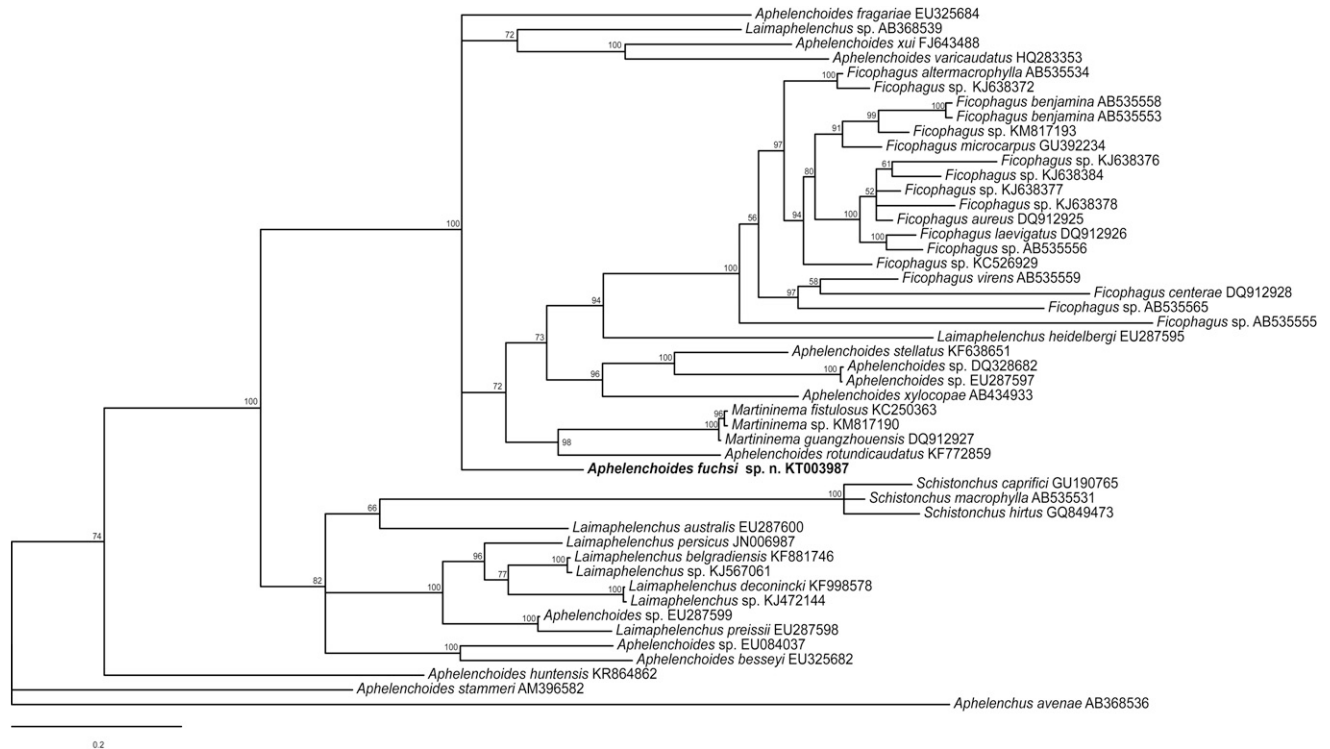 Aphelenchoides fragariae EU325684
72
Laimaphelenchus sp. AB368539
100
Aphelenchoides xui FJ643488
Aphelenchoides varicaudatus HQ283353
100
Ficophagus altermacrophylla AB535534
Ficophagus sp. KJ638372
100
Ficophagus benjamina AB535558
Ficophagus benjamina AB535553
99
Ficophagus sp. KM817193
91
Ficophagus microcarpus GU392234
97
61
Ficophagus sp. KJ638376
Ficophagus sp. KJ638384
80
52
Ficophagus sp. KJ638377
Ficophagus sp. KJ638378
94
100
Ficophagus aureus DQ912925
56
100
Ficophagus laevigatus DQ912926
Ficophagus sp. AB535556
100
Ficophagus sp. KC526929
100
58
Ficophagus virens AB535559
97
Ficophagus centerae DQ912928
94
Ficophagus sp. AB535565
Ficophagus sp. AB535555
73
Laimaphelenchus heidelbergi EU287595
100
Aphelenchoides stellatus KF638651
100
Aphelenchoides sp. DQ328682
96
Aphelenchoides sp. EU287597
72
Aphelenchoides xylocopae AB434933
96
Martininema fistulosus KC250363
100
Martininema sp. KM817190
98
Martininema guangzhouensis DQ912927
100
Aphelenchoides rotundicaudatus KF772859
Aphelenchoides fuchsi sp. n. KT003987
100
Schistonchus caprifici GU190765
Schistonchus macrophylla AB535531
66
Schistonchus hirtus GQ849473
Laimaphelenchus australis EU287600
74
96
Laimaphelenchus persicus JN006987
100
Laimaphelenchus belgradiensis KF881746
77
Laimaphelenchus sp. KJ567061
82
100
100
Laimaphelenchus deconincki KF998578
Laimaphelenchus sp. KJ472144
100
Aphelenchoides sp. EU287599
Laimaphelenchus preissii EU287598
100
Aphelenchoides sp. EU084037
Aphelenchoides besseyi EU325682
Aphelenchoides huntensis KR864862
Aphelenchoides stammeri AM396582
Aphelenchus avenae AB368536
0.2